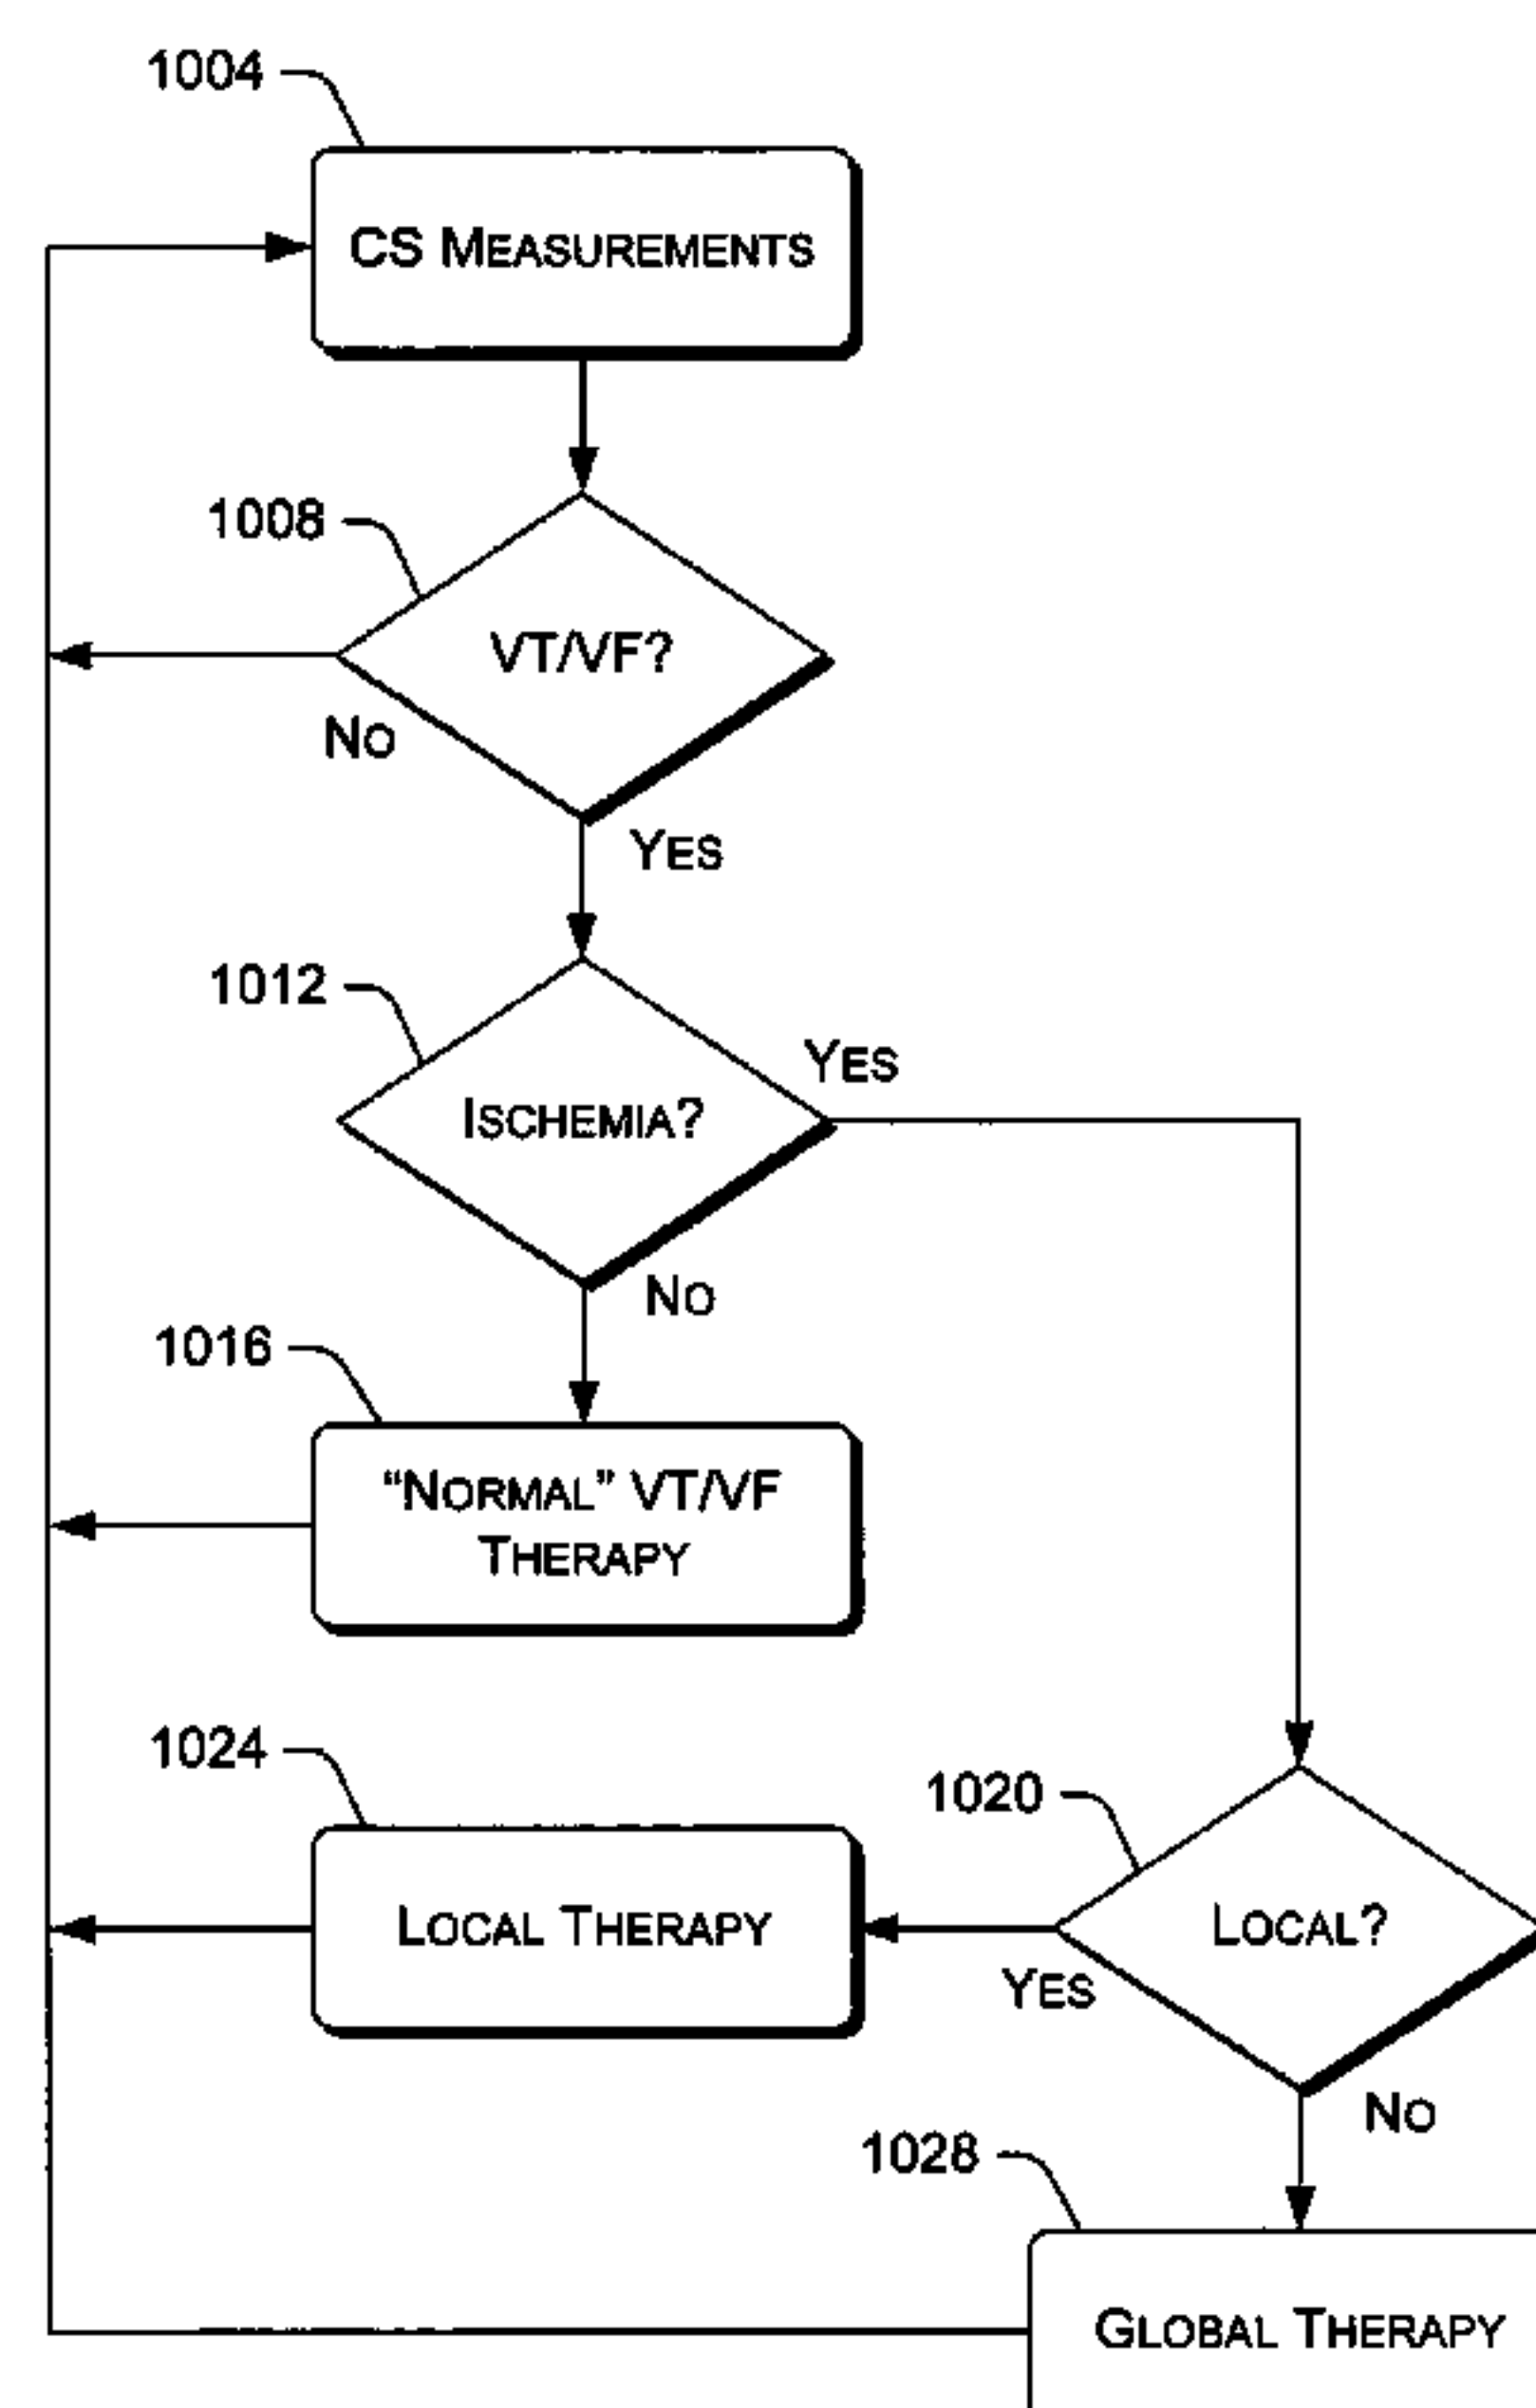 1004
CS MEASUREMENTS
1008
VT/VF?
NO
YES
1012
YES
ISCHEMIA?
NO
1016
“NORMAL” VT/VF
THERAPY
1024
1020
LOCAL THERAPY
LOCAL?
YES
NO
1028
GLOBAL THERAPY